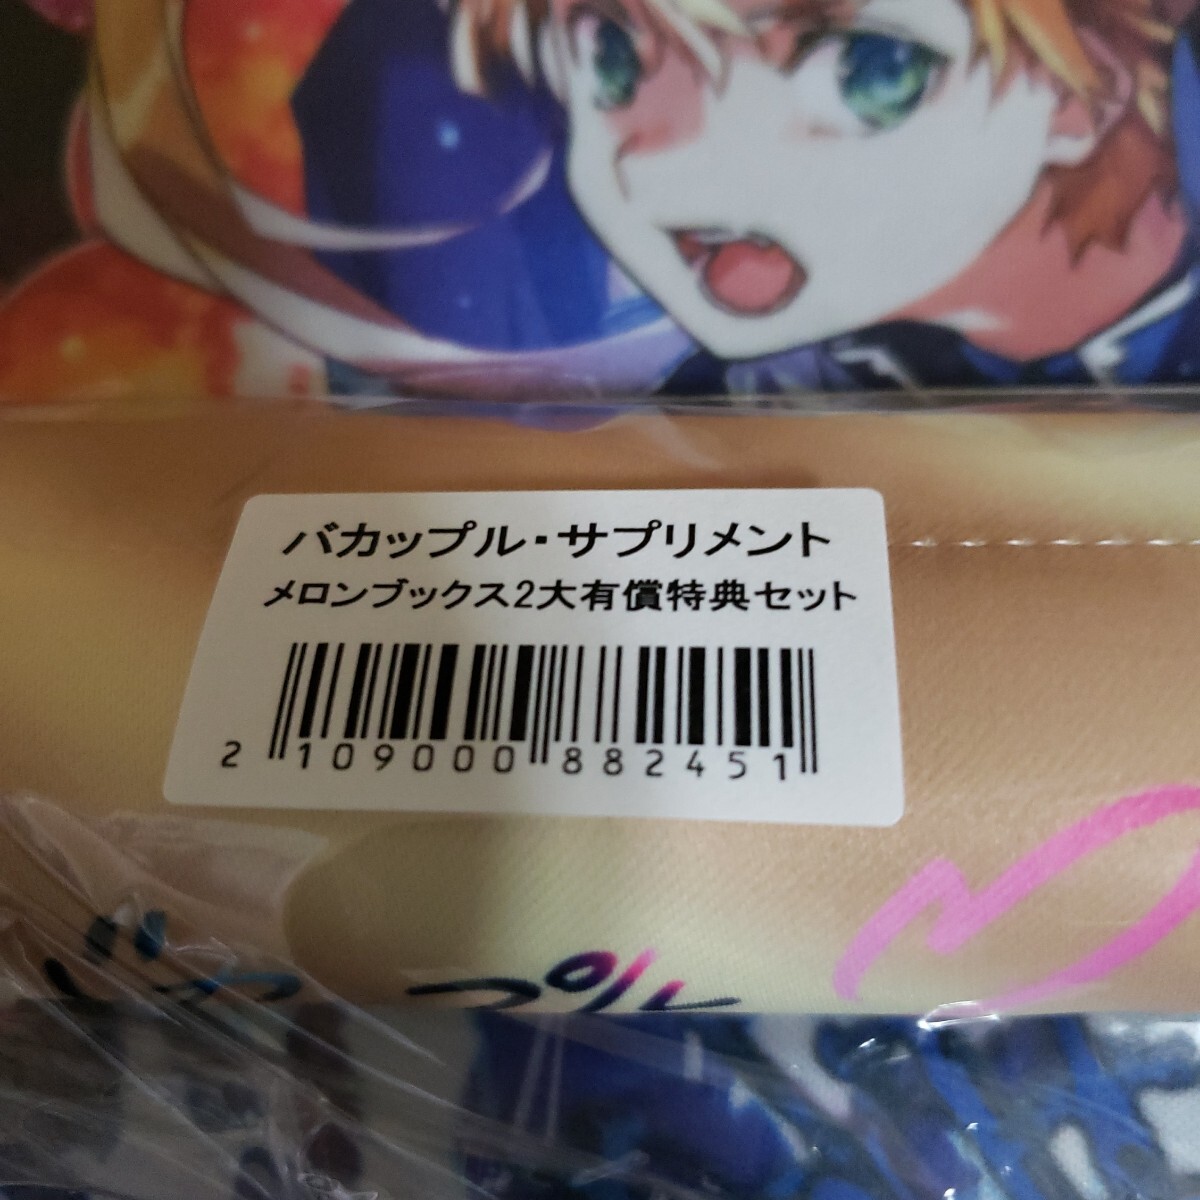 バカップル・サプリメント
メロンブックス2大有償特典セット
2 109000 882451